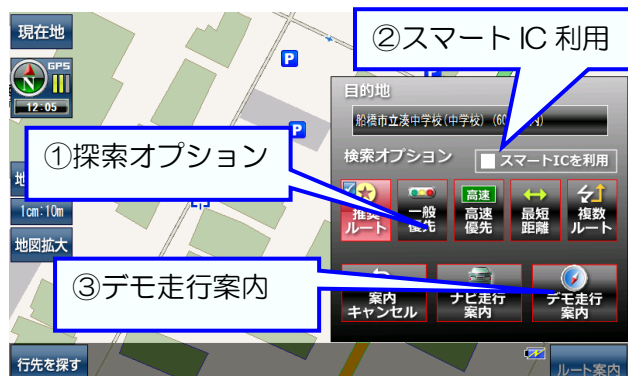 現在地
GPS
12:05
P
P
②スマートIC利用
目的地
船橋市立湊中学校(中学校)
検索オプション
スマートICを利用
①探索オプション
推奨
ルート
一般
優先
高速
高速
優先
最短
距離
複数
ルート
1cm:10m
地図拡大
③デモ走行案内
案内
キャンセル
ナビ走行
案内
デモ走行
案内
行先を探す
ルート案内